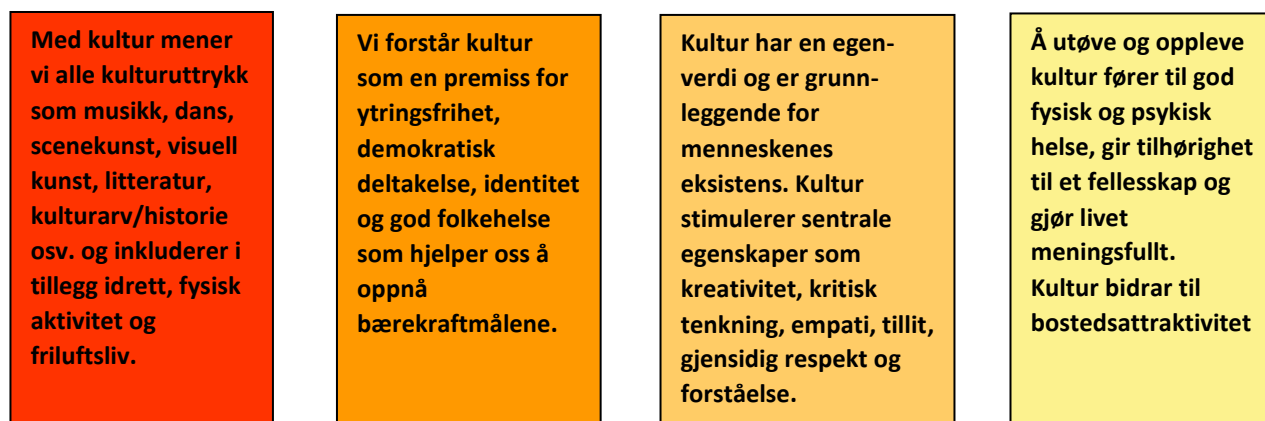 Med kultur mener
vi alle kulturuttrykk
som musikk, dans,
scenekunst, visuell
kunst, litteratur,
kulturarv/historie
osv. og inkluderer i
tillegg idrett, fysisk
aktivitet og
friluftsliv.
Vi forstår kultur
som en premiss for
ytringsfrihet,
demokratisk
deltakelse, identitet
og god folkehelse
som hjelper oss å
oppnå
bærekraftmålene.
Kultur har en egen-
verdi og er grunn-
leggende for
menneskenes
eksistens. Kultur
stimulerer sentrale
egenskaper som
kreativitet, kritisk
tenkning, empati, tillit,
gjensidig respekt og
forståelse.
Å utøve og oppleve
kultur fører til god
fysisk og psykisk
helse, gir tilhørighet
til et fellesskap og
gjør livet
meningsfullt.
Kultur bidrar til
bostedsattraktivitet